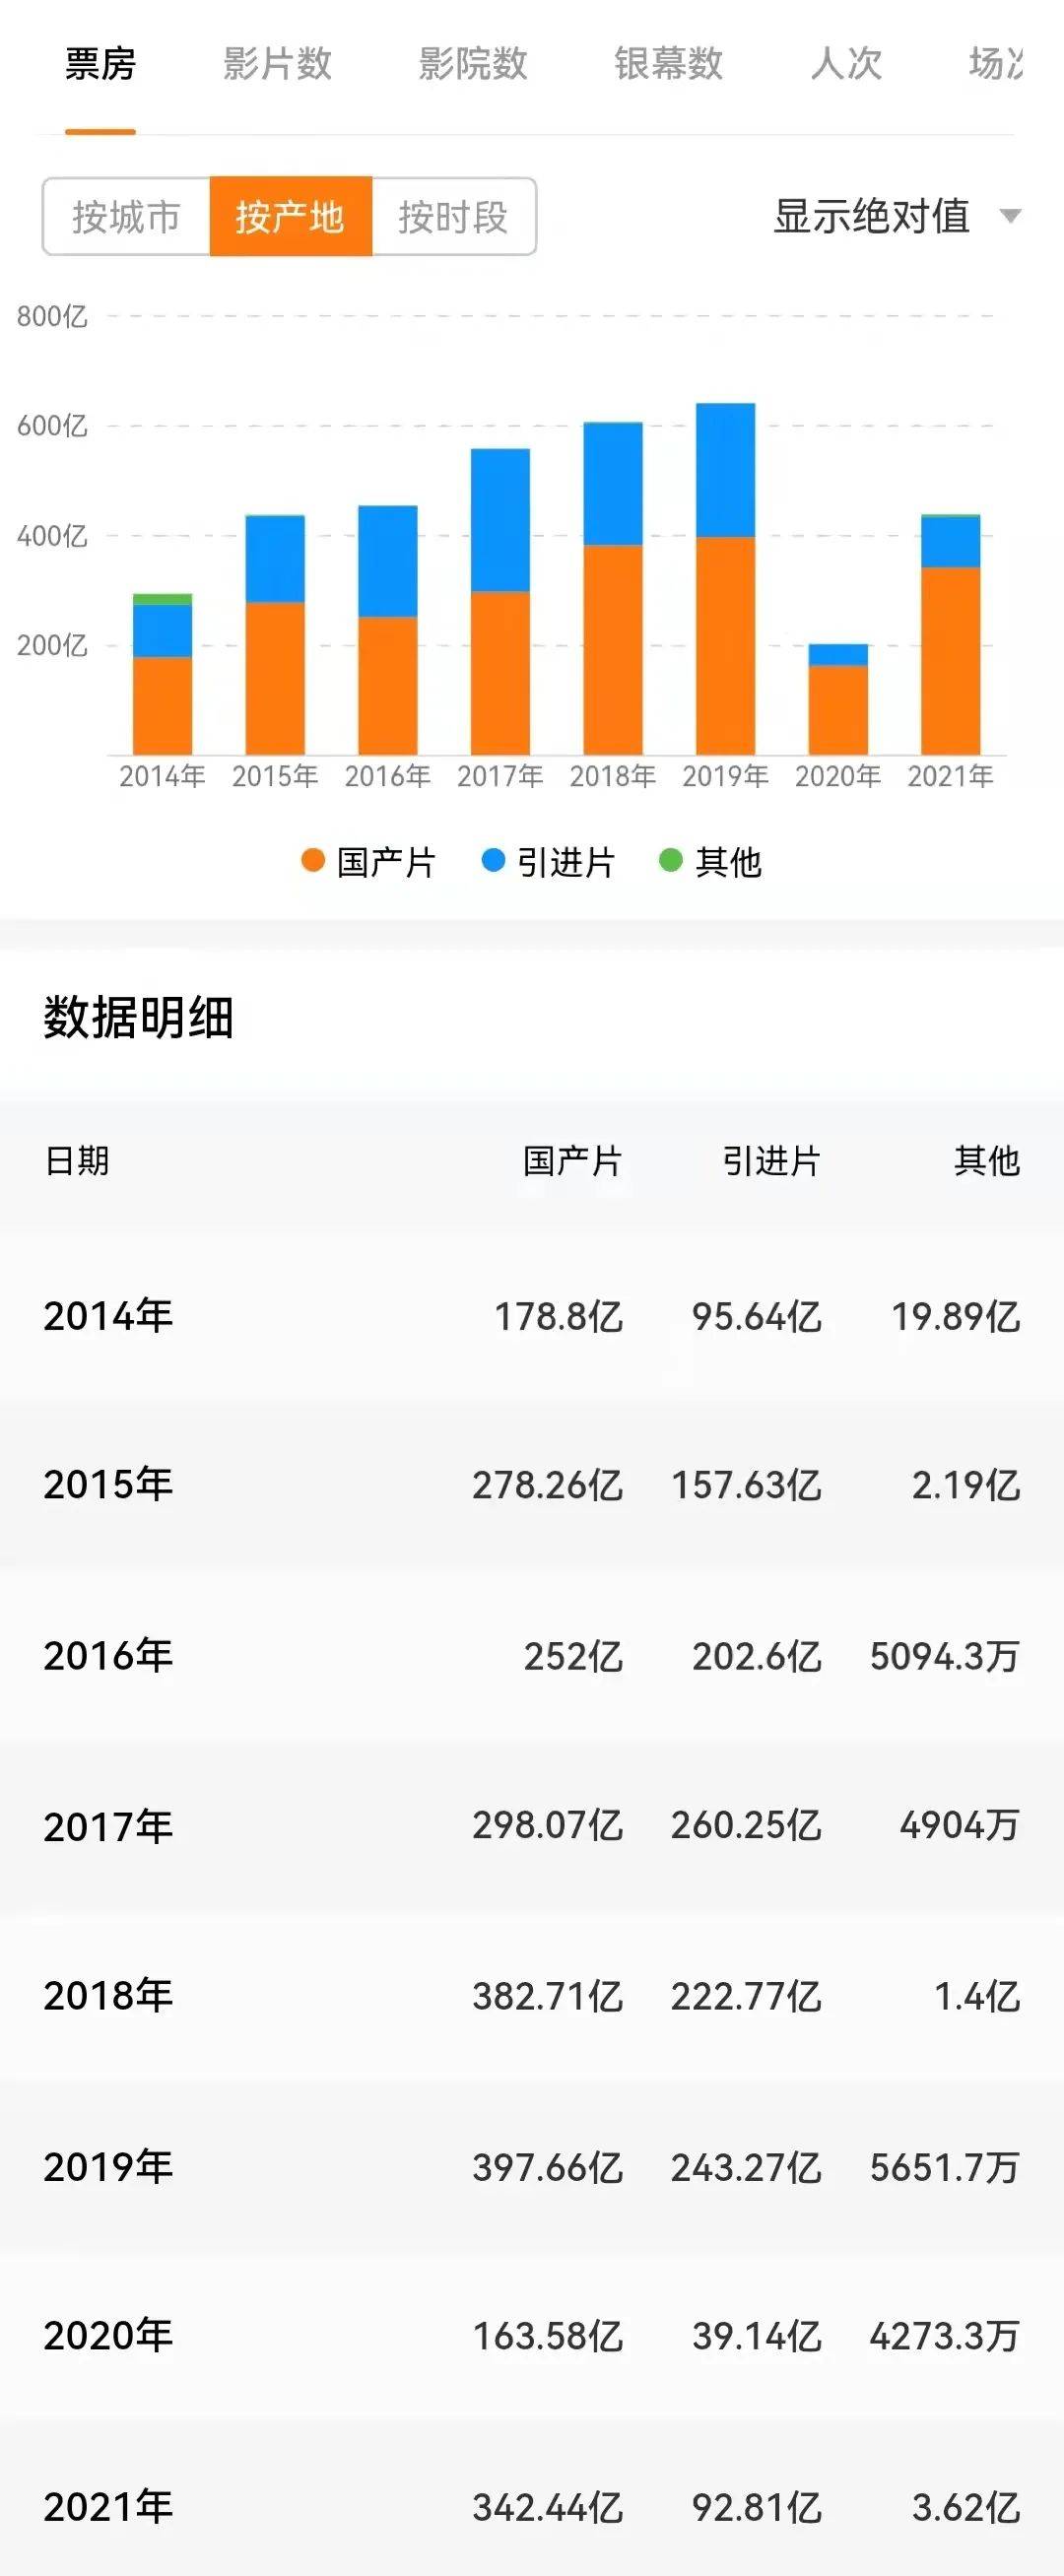 票房 影片数 影院数 银幕数 人次 场次
按城市 按产地 按时段 显示绝对值
800亿
600亿
400亿
200亿
2014年 2015年 2016年 2017年 2018年 2019年 2020年 2021年
国产片 引进片 其他
数据明细
日期 国产片 引进片 其他
2014年 178.8亿 95.64亿 19.89亿
2015年 278.26亿 157.63亿 2.19亿
2016年 252亿 202.6亿 5094.3万
2017年 298.07亿 260.25亿 4904万
2018年 382.71亿 222.77亿 1.4亿
2019年 397.66亿 243.27亿 5651.7万
2020年 163.58亿 39.14亿 4273.3万
2021年 342.44亿 92.81亿 3.62亿